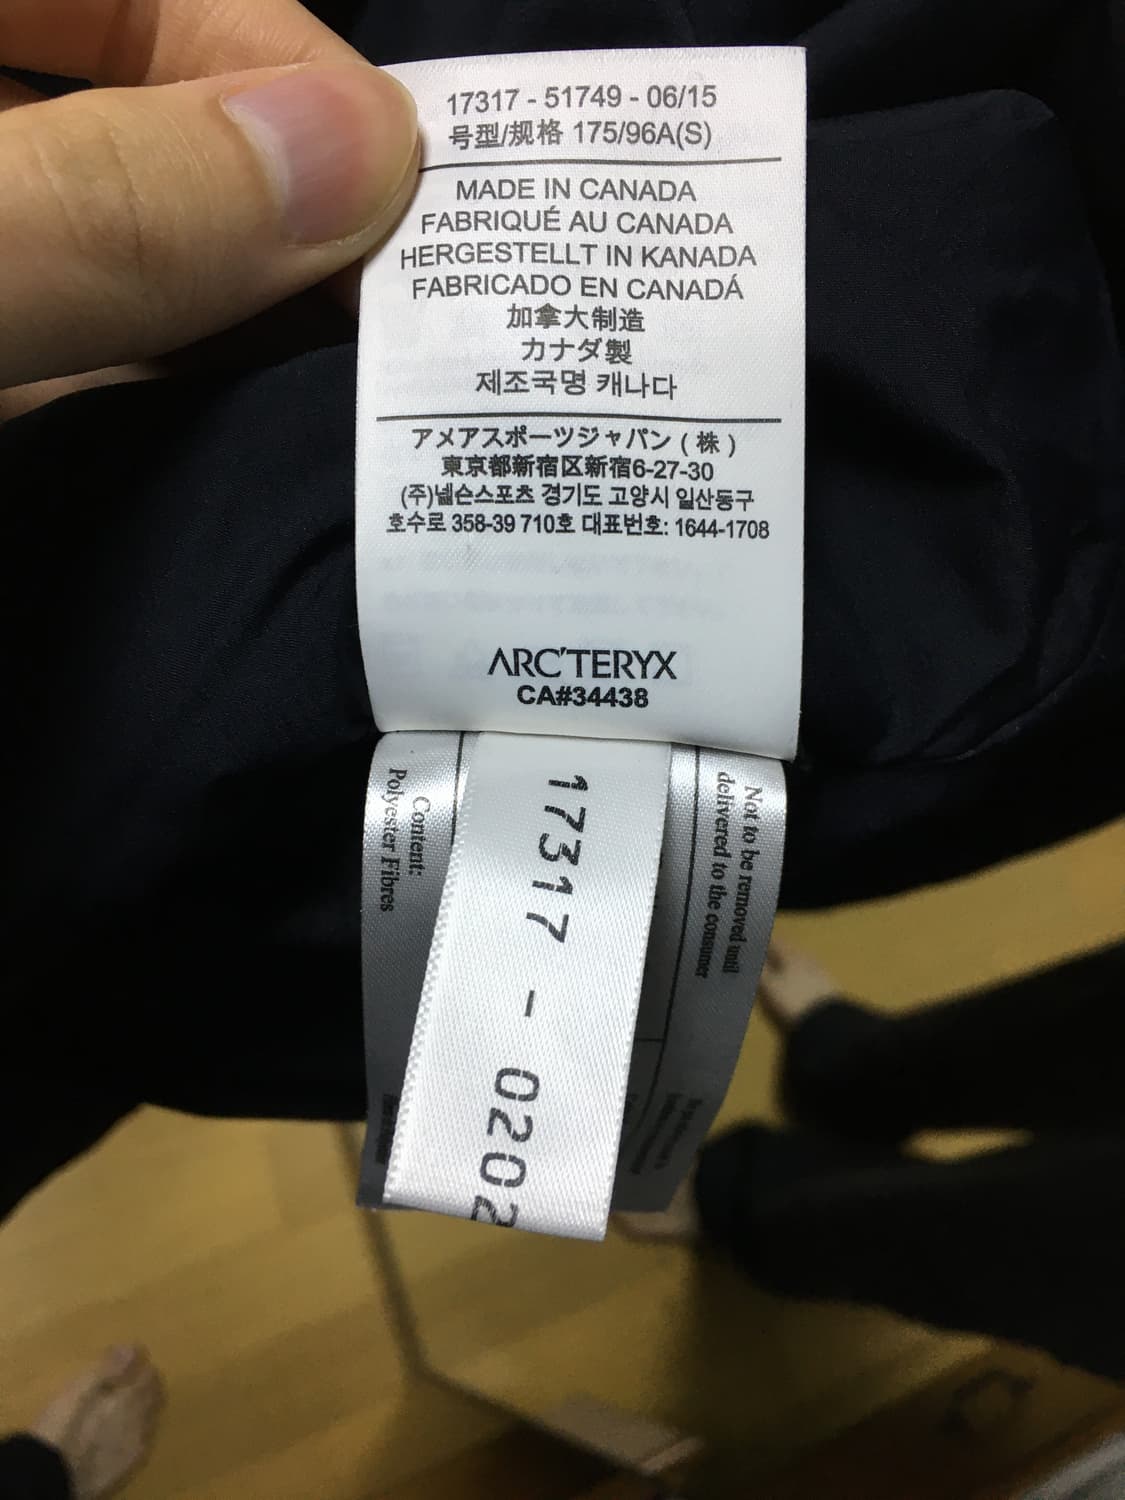 17317 - 51749 - 06/15
号型/规格 175/96A(S)
MADE IN CANADA
FABRIQUÉ AU CANADA
HERGESTELLT IN KANADA
FABRICADO EN CANADÁ
加拿大制造
カナダ製
제조국명 캐나다
アメアスポーツジャパン ( 株 )
東京都新宿区新宿6-27-30
(주)넬슨스포츠 경기도 고양시 일산동구
호수로 358-39 710호 대표번호: 1644-1708
ARC'TERYX
CA#34438
Content:
Polyester Fibres
17317 - 0202
Not to be removed until
delivered to the consumer